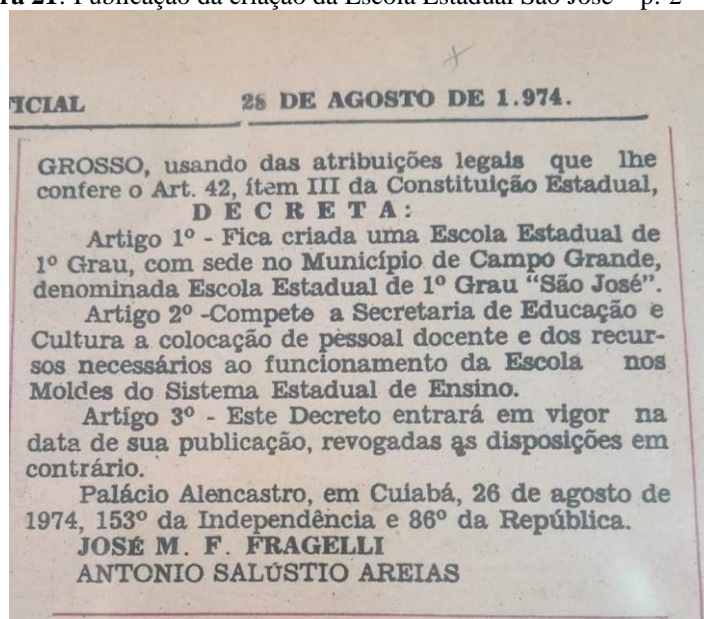 21: Publicação da criação da Escola Estadual São José – p. 2
ICIAL 28 DE AGOSTO DE 1.974.
GROSSO, usando das atribuições legais que lhe
confere o Art. 42, ítem III da Constituição Estadual,
D E C R E T A:
Artigo 1º - Fica criada uma Escola Estadual de
1º Grau, com sede no Município de Campo Grande,
denominada Escola Estadual de 1º Grau “São José”.
Artigo 2º -Compete a Secretaria de Educação e
Cultura a colocação de pessoal docente e dos recur-
sos necessários ao funcionamento da Escola nos
Moldes do Sistema Estadual de Ensino.
Artígo 3º - Este Decreto entrará em vigor na
data de sua publicação, revogadas as disposições em
contrário.
Palácio Alencastro, em Cuiabá, 26 de agosto de
1974, 153º da Independência e 86º da República.
JOSÉ M. F. FRAGELLI
ANTONIO SALÚSTIO AREIAS